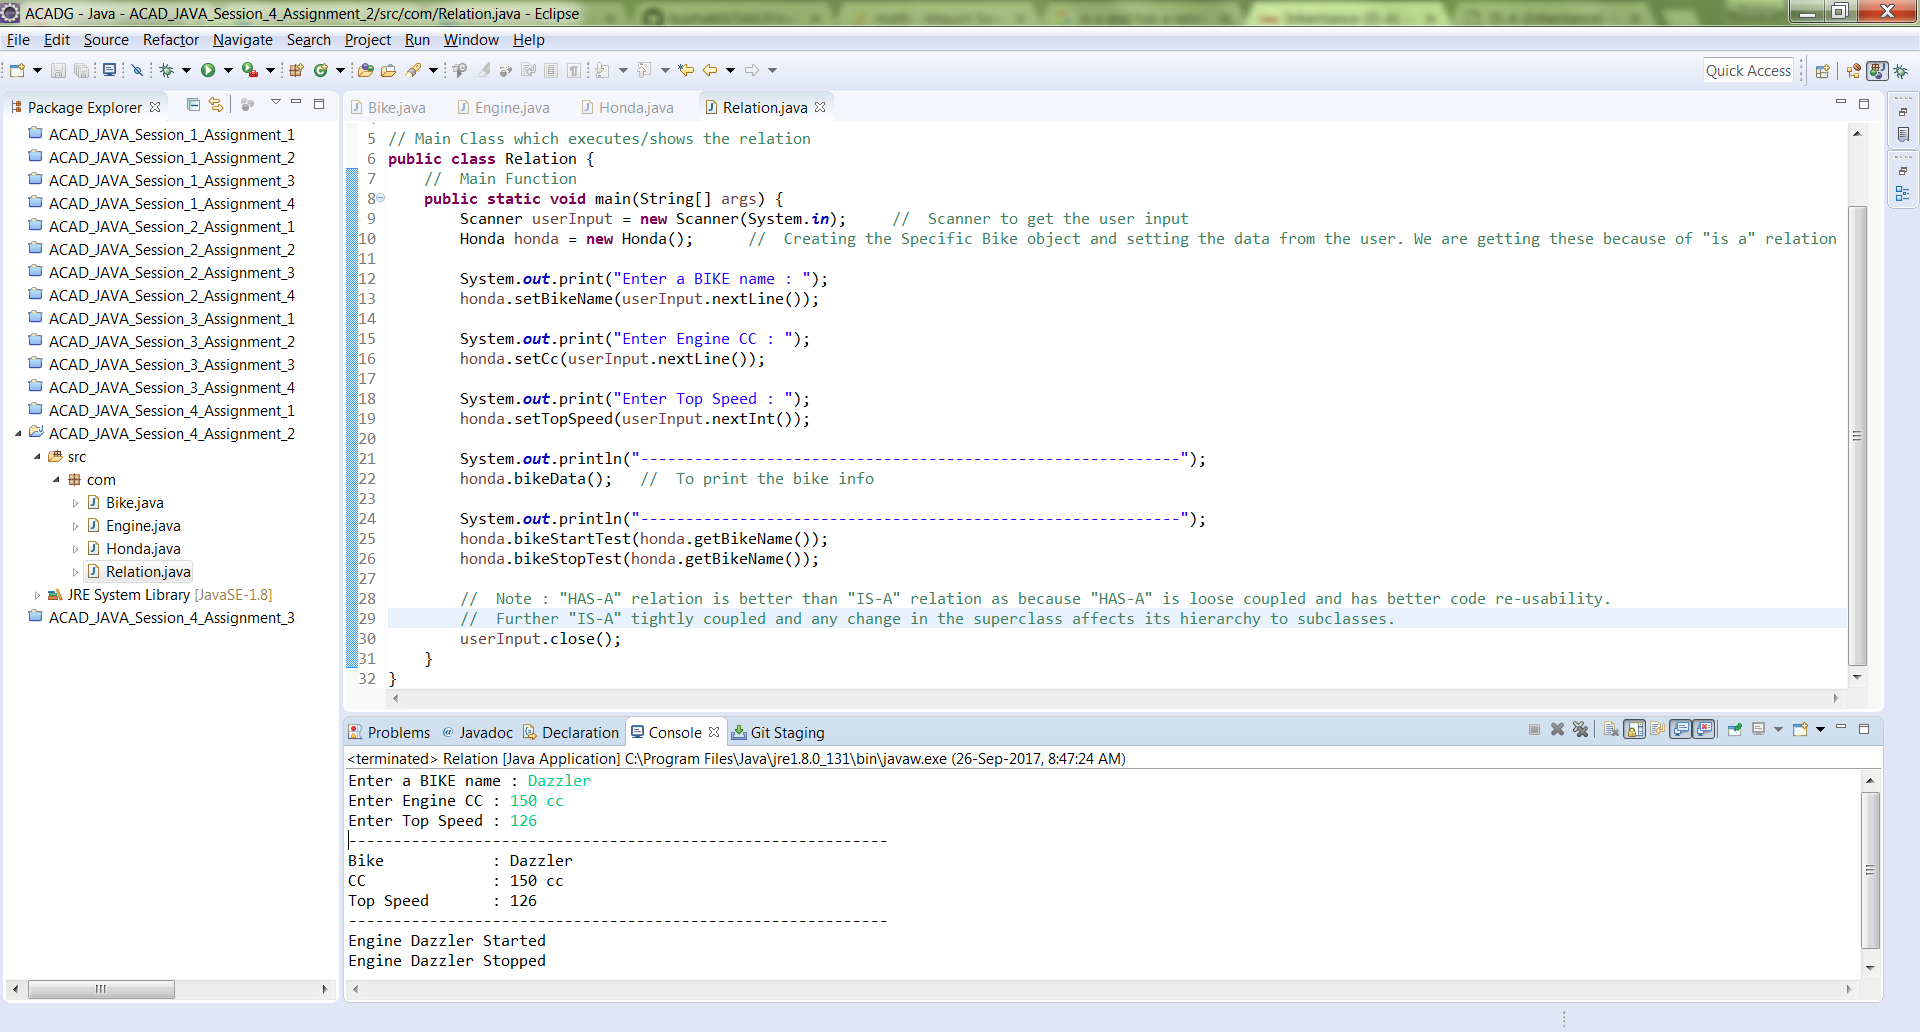 ACADG - Java - ACAD_JAVA_Session_4_Assignment_2/src/com/Relation.java - Eclipse
File Edit Source Refactor Navigate Search Project Run Window Help
Quick Access
Package Explorer
ACAD_JAVA_Session_1_Assignment_1
ACAD_JAVA_Session_1_Assignment_2
ACAD_JAVA_Session_1_Assignment_3
ACAD_JAVA_Session_1_Assignment_4
ACAD_JAVA_Session_2_Assignment_1
ACAD_JAVA_Session_2_Assignment_2
ACAD_JAVA_Session_2_Assignment_3
ACAD_JAVA_Session_2_Assignment_4
ACAD_JAVA_Session_3_Assignment_1
ACAD_JAVA_Session_3_Assignment_2
ACAD_JAVA_Session_3_Assignment_3
ACAD_JAVA_Session_3_Assignment_4
ACAD_JAVA_Session_4_Assignment_1
ACAD_JAVA_Session_4_Assignment_2
src
com
Bike.java
Engine.java
Honda.java
Relation.java
JRE System Library [JavaSE-1.8]
ACAD_JAVA_Session_4_Assignment_3
Bike.java Engine.java Honda.java Relation.java
5 // Main Class which executes/shows the relation
6 public class Relation {
7 //  Main Function
8 public static void main(String[] args) {
9 Scanner userInput = new Scanner(System.in);     //  Scanner to get the user input
10 Honda honda = new Honda();      //  Creating the Specific Bike object and setting the data from the user. We are getting these because of "is a" relation
11
12 System.out.print("Enter a BIKE name : ");
13 honda.setBikeName(userInput.nextLine());
14
15 System.out.print("Enter Engine CC : ");
16 honda.setCc(userInput.nextLine());
17
18 System.out.print("Enter Top Speed : ");
19 honda.setTopSpeed(userInput.nextInt());
20
21 System.out.println("------------------------------------------------------------");
22 honda.bikeData();   //  To print the bike info
23
24 System.out.println("------------------------------------------------------------");
25 honda.bikeStartTest(honda.getBikeName());
26 honda.bikeStopTest(honda.getBikeName());
27
28 //  Note : "HAS-A" relation is better than "IS-A" relation as because "HAS-A" is loose coupled and has better code re-usability.
29 //  Further "IS-A" tightly coupled and any change in the superclass affects its hierarchy to subclasses.
30 userInput.close();
31 }
32 }
Problems @ Javadoc Declaration Console Git Staging
<terminated> Relation [Java Application] C:\Program Files\Java\jre1.8.0_131\bin\javaw.exe (26-Sep-2017, 8:47:24 AM)
Enter a BIKE name : Dazzler
Enter Engine CC : 150 cc
Enter Top Speed : 126
------------------------------------------------------------
Bike            : Dazzler
CC              : 150 cc
Top Speed       : 126
------------------------------------------------------------
Engine Dazzler Started
Engine Dazzler Stopped